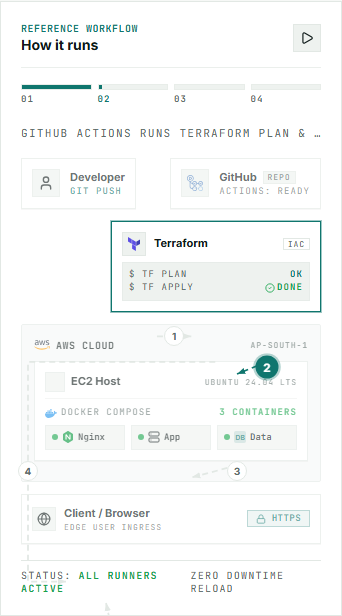 REFERENCE WORKFLOW
How it runs
01 02 03 04
GITHUB ACTIONS RUNS TERRAFORM PLAN & …
Developer
GIT PUSH
GitHub REPO
ACTIONS: READY
Terraform IAC
$ TF PLAN OK
$ TF APPLY DONE
1
aws AWS CLOUD AP-SOUTH-1
2
EC2 Host UBUNTU 24.04 LTS
DOCKER COMPOSE 3 CONTAINERS
N Nginx App DB Data
4 3
Client / Browser
EDGE USER INGRESS
HTTPS
STATUS: ALL RUNNERS ACTIVE
ZERO DOWNTIME RELOAD